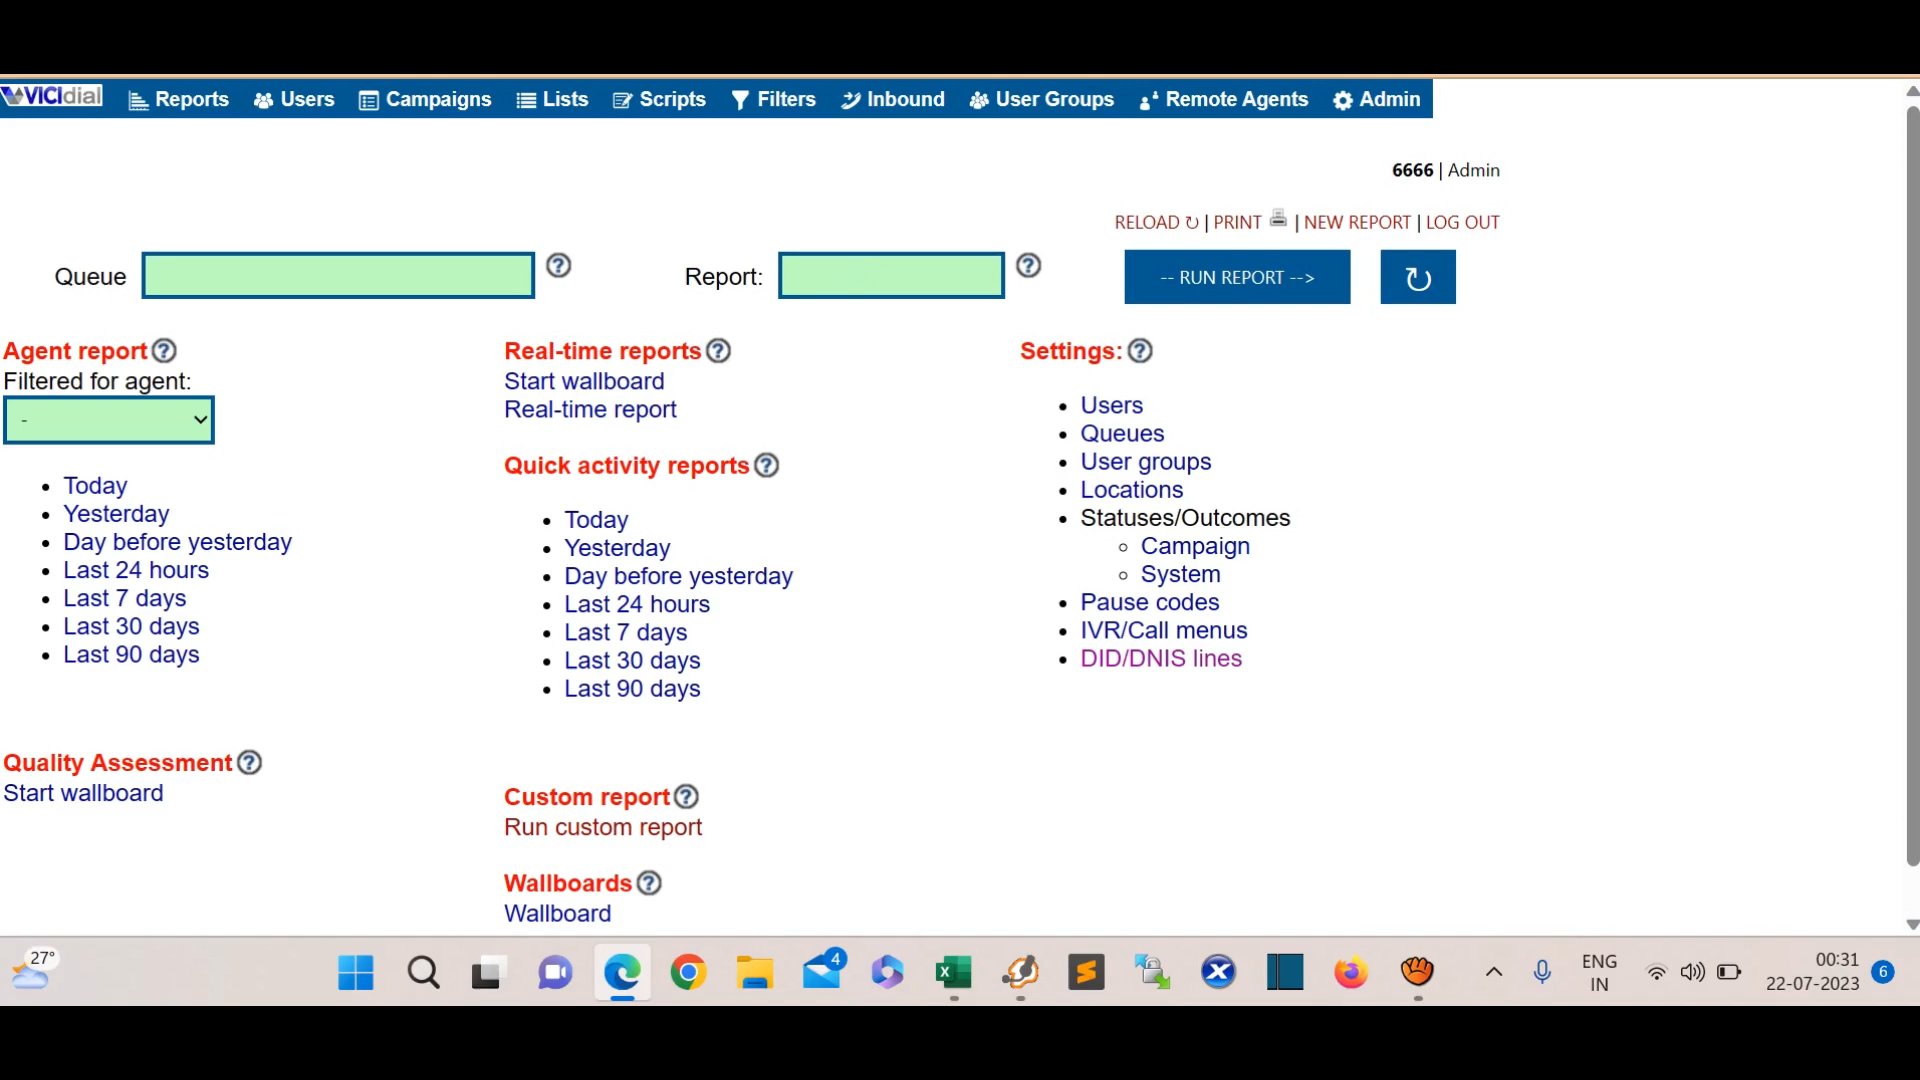 VICIdial Reports Users Campaigns Lists Scripts Filters Inbound User Groups Remote Agents Admin
6666 | Admin
RELOAD ↻ | PRINT | NEW REPORT | LOG OUT
Queue ? Report: ? -- RUN REPORT --> ↻
Agent report ?
Filtered for agent:
-
• Today
• Yesterday
• Day before yesterday
• Last 24 hours
• Last 7 days
• Last 30 days
• Last 90 days
Quality Assessment ?
Start wallboard
Real-time reports ?
Start wallboard
Real-time report
Quick activity reports ?
• Today
• Yesterday
• Day before yesterday
• Last 24 hours
• Last 7 days
• Last 30 days
• Last 90 days
Custom report ?
Run custom report
Wallboards ?
Wallboard
Settings: ?
• Users
• Queues
• User groups
• Locations
• Statuses/Outcomes
◦ Campaign
◦ System
• Pause codes
• IVR/Call menus
• DID/DNIS lines
27°
4
ENG
IN
00:31
22-07-2023
6